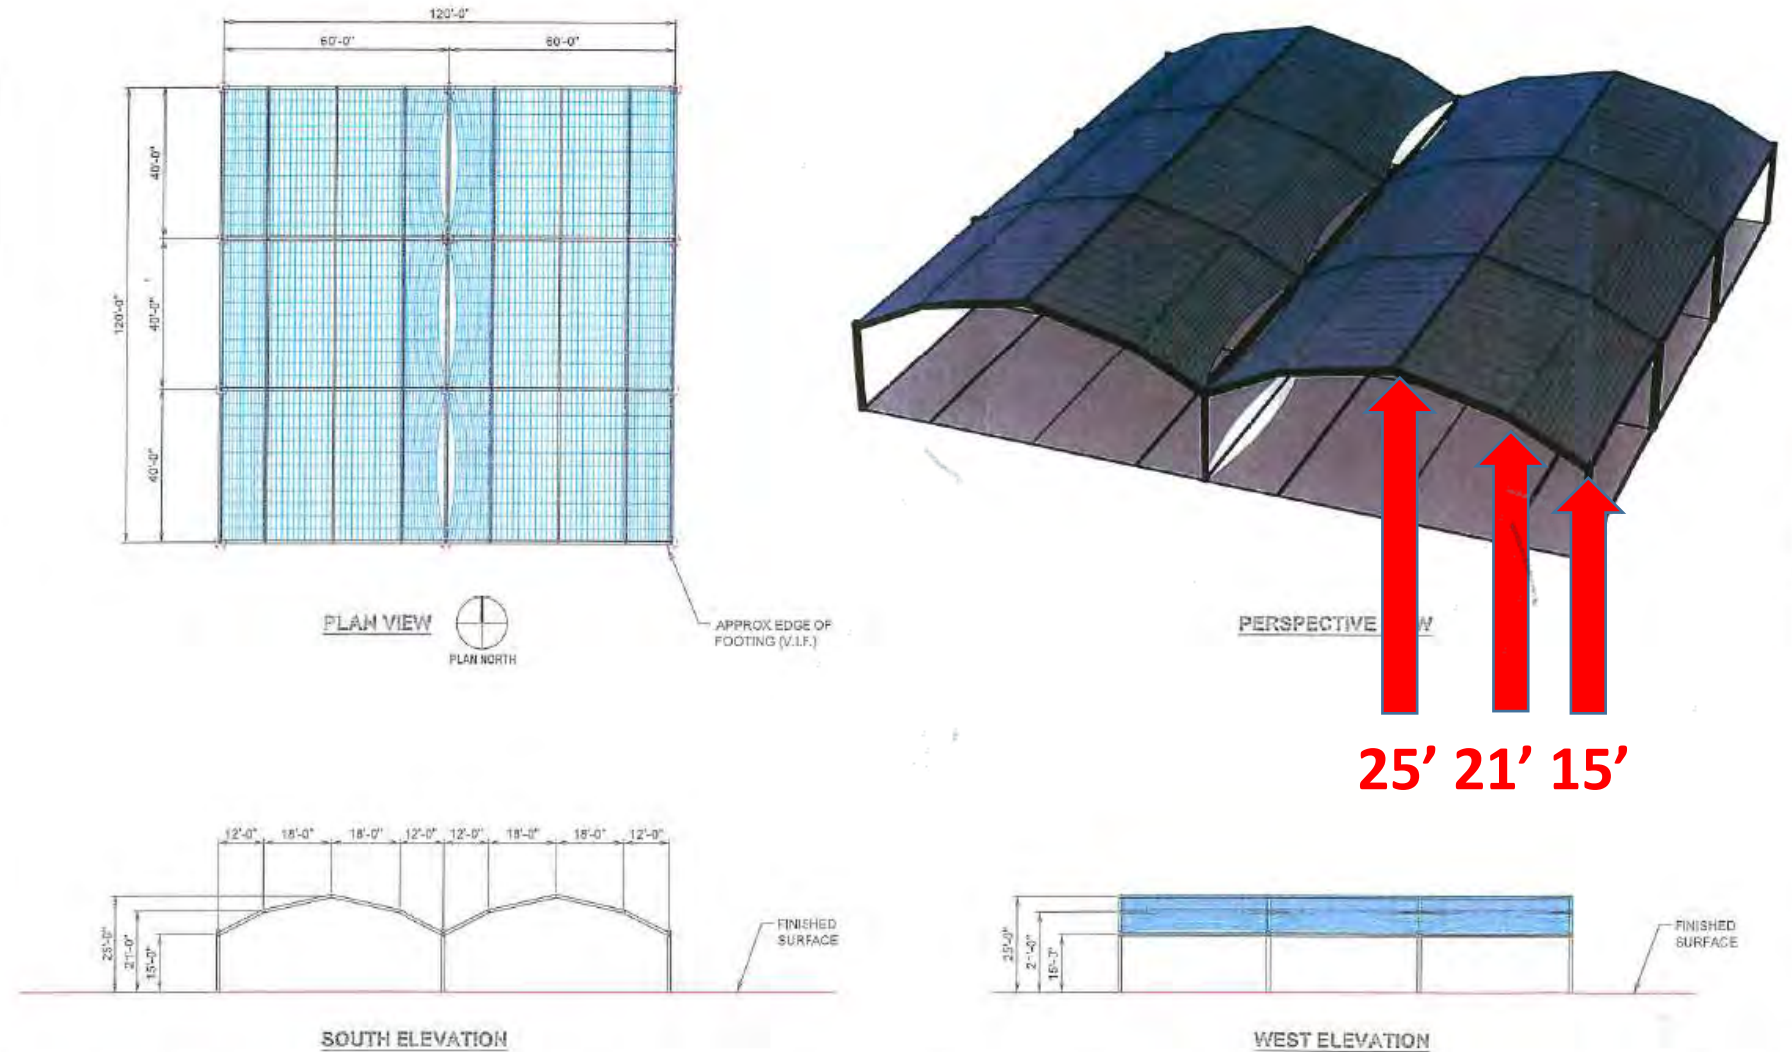 120'-0"
60'-0" 60'-0"
40'-0"
120'-0"
40'-0"
40'-0"
PLAN VIEW
PLAN NORTH
APPROX EDGE OF
FOOTING (V.I.F.)
PERSPECTIVE
25’ 21’ 15’
12'-0" 18'-0" 18'-0" 12'-0" 12'-0" 18'-0" 18'-0" 12'-0"
25'-0"
21'-0"
15'-0"
FINISHED
SURFACE
SOUTH ELEVATION
25'-0"
21'-0"
15'-0"
FINISHED
SURFACE
WEST ELEVATION